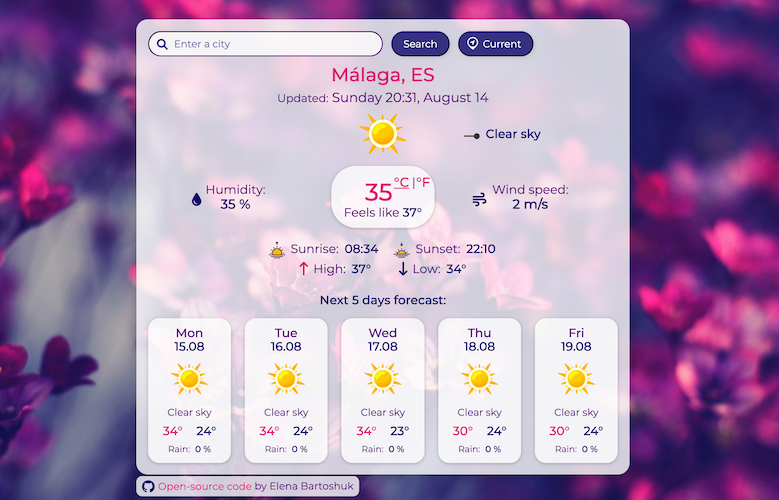 Enter a city
Search
Current
Málaga, ES
Updated: Sunday 20:31, August 14
Clear sky
Humidity:
35 %
35 °C | °F
Feels like 37°
Wind speed:
2 m/s
Sunrise: 08:34
Sunset: 22:10
High: 37°
Low: 34°
Next 5 days forecast:
Mon
15.08
Clear sky
34° 24°
Rain: 0 %
Tue
16.08
Clear sky
34° 24°
Rain: 0 %
Wed
17.08
Clear sky
34° 23°
Rain: 0 %
Thu
18.08
Clear sky
30° 24°
Rain: 0 %
Fri
19.08
Clear sky
30° 24°
Rain: 0 %
Open-source code by Elena Bartoshuk